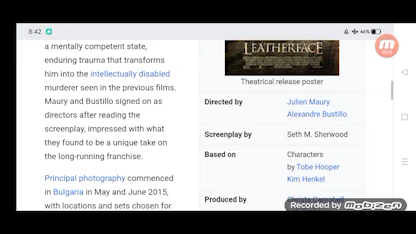 8:42
46%
a mentally competent state,
enduring trauma that transforms
him into the intellectually disabled
murderer seen in the previous films.
Maury and Bustillo signed on as
directors after reading the
screenplay, impressed with what
they found to be a unique take on
the long-running franchise.
Principal photography commenced
in Bulgaria in May and June 2015,
with locations and sets chosen for
LEATHERFACE
Theatrical release poster
Directed by
Julien Maury
Alexandre Bustillo
Screenplay by
Seth M. Sherwood
Based on
Characters
by Tobe Hooper
Kim Henkel
Produced by
Christa Campbell
Recorded by mobizen